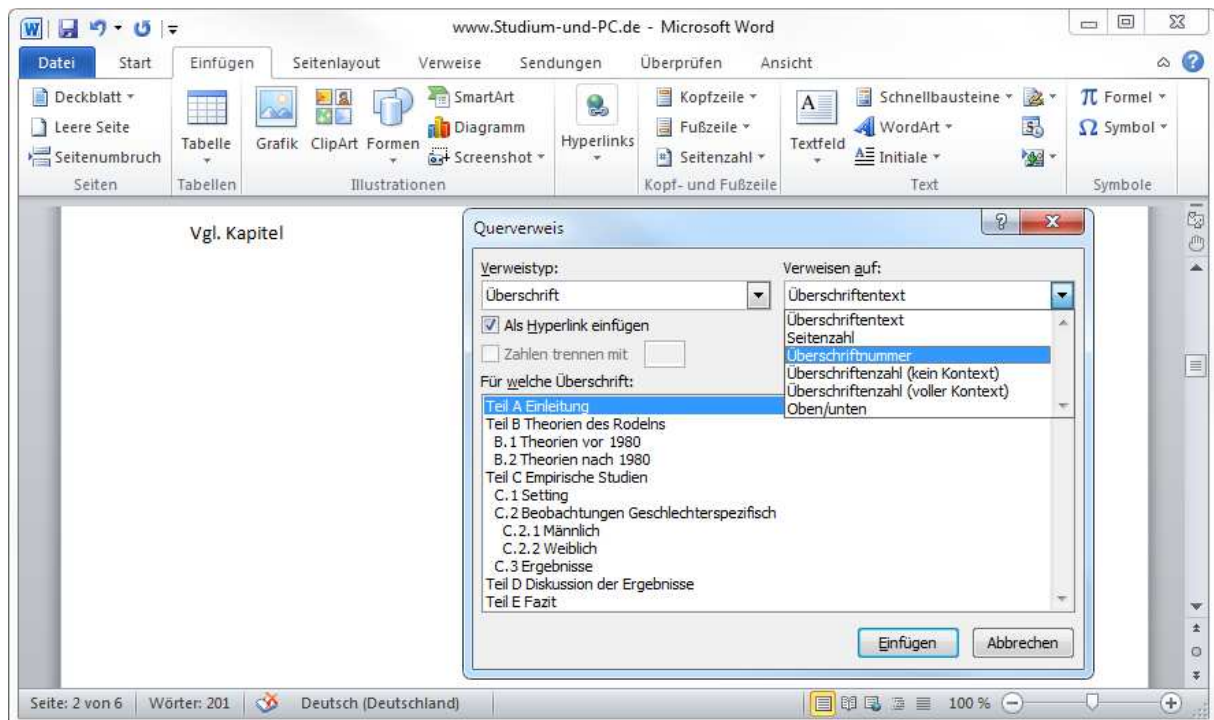 W
www.Studium-und-PC.de - Microsoft Word
Datei Start Einfügen Seitenlayout Verweise Sendungen Überprüfen Ansicht
Deckblatt
Leere Seite
Seitenumbruch
Seiten
Tabelle
Tabellen
Grafik ClipArt Formen
SmartArt
Diagramm
Screenshot
Illustrationen
Hyperlinks
Kopfzeile
Fußzeile
Seitenzahl
Kopf- und Fußzeile
Textfeld
Schnellbausteine
WordArt
Initiale
Text
π Formel
Ω Symbol
Symbole
Vgl. Kapitel
Querverweis
Verweistyp:
Überschrift
Als Hyperlink einfügen
Zahlen trennen mit
Verweisen auf:
Überschriftentext
Überschriftentext
Seitenzahl
Überschriftnummer
Überschriftenzahl (kein Kontext)
Überschriftenzahl (voller Kontext)
Oben/unten
Für welche Überschrift:
Teil A Einleitung
Teil B Theorien des Rodelns
B.1 Theorien vor 1980
B.2 Theorien nach 1980
Teil C Empirische Studien
C.1 Setting
C.2 Beobachtungen Geschlechterspezifisch
C.2.1 Männlich
C.2.2 Weiblich
C.3 Ergebnisse
Teil D Diskussion der Ergebnisse
Teil E Fazit
Einfügen Abbrechen
Seite: 2 von 6 Wörter: 201 Deutsch (Deutschland) 100 %